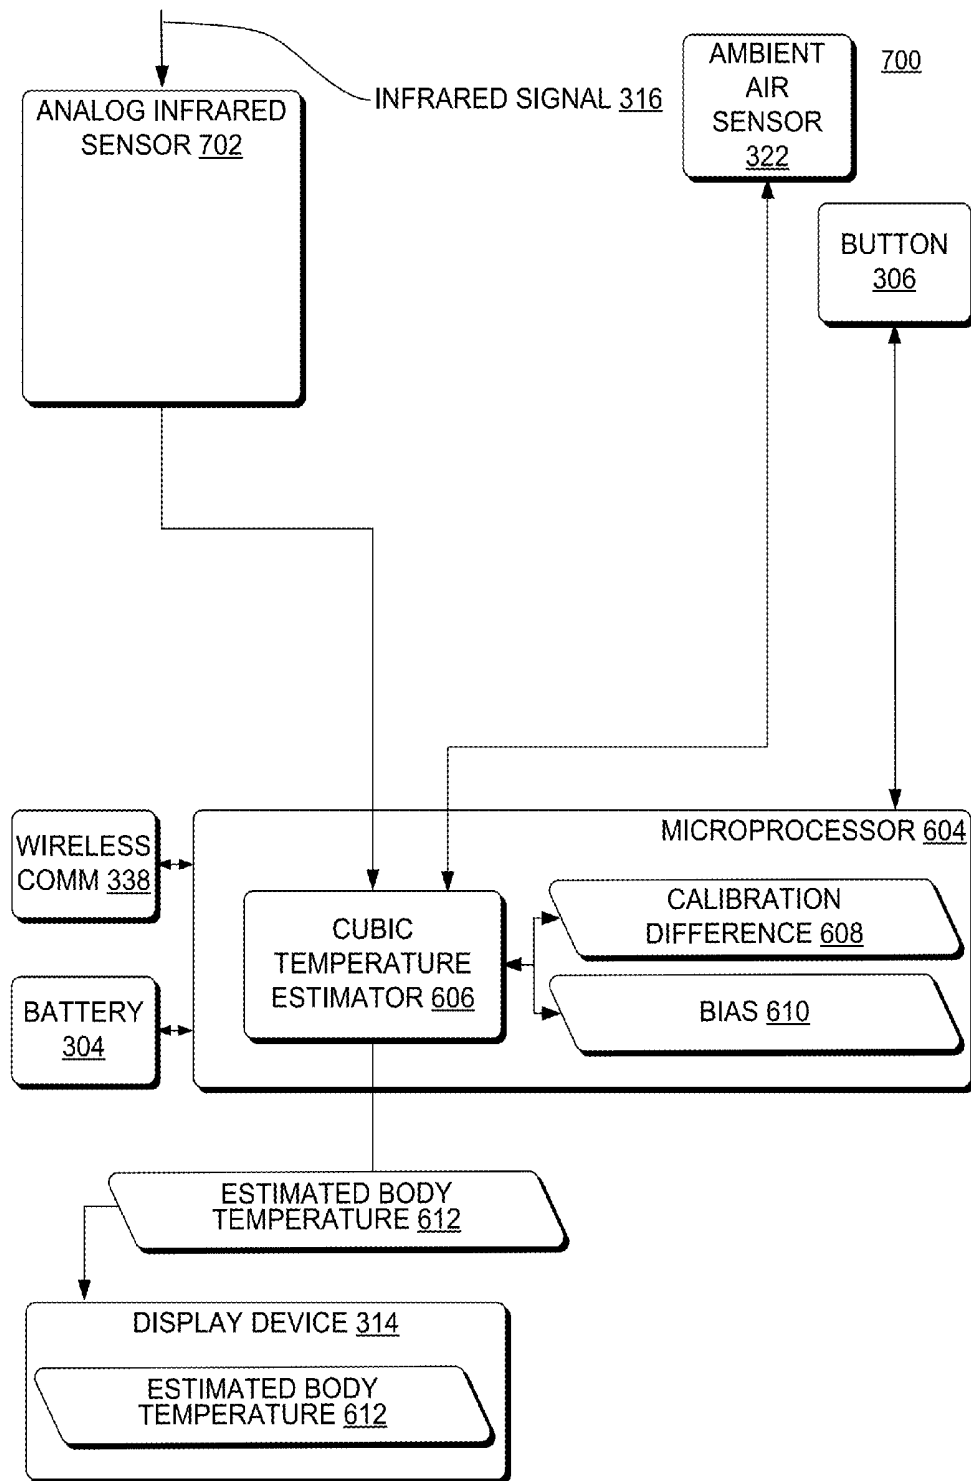 INFRARED SIGNAL 316
AMBIENT
AIR
SENSOR
322
700
ANALOG INFRARED
SENSOR 702
BUTTON
306
WIRELESS
COMM 338
MICROPROCESSOR 604
CUBIC
TEMPERATURE
ESTIMATOR 606
CALIBRATION
DIFFERENCE 608
BIAS 610
BATTERY
304
ESTIMATED BODY
TEMPERATURE 612
DISPLAY DEVICE 314
ESTIMATED BODY
TEMPERATURE 612